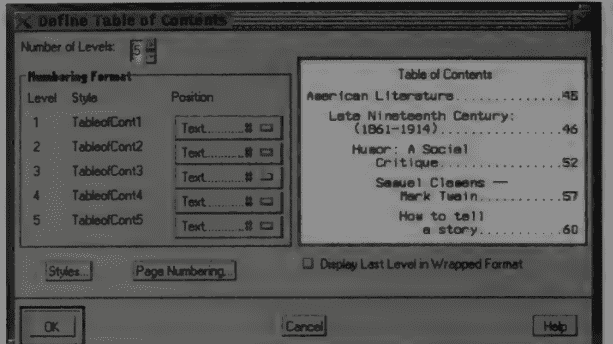 Define Table of Contents
Number of Levels: 5
Numbering Format
Level Style Position
1 TableofCont1 Text.........#
2 TableofCont2 Text.........#
3 TableofCont3 Text.........#
4 TableofCont4 Text.........#
5 TableofCont5 Text.........#
Styles... Page Numbering...
Table of Contents
American Literature..............45
Late Nineteenth Century:
(1861-1914)...............46
Humor: A Social
Critique.............52
Samuel Clemens —
Mark Twain..........57
How to tell
a story..........60
Display Last Level in Wrapped Format
OK Cancel Help